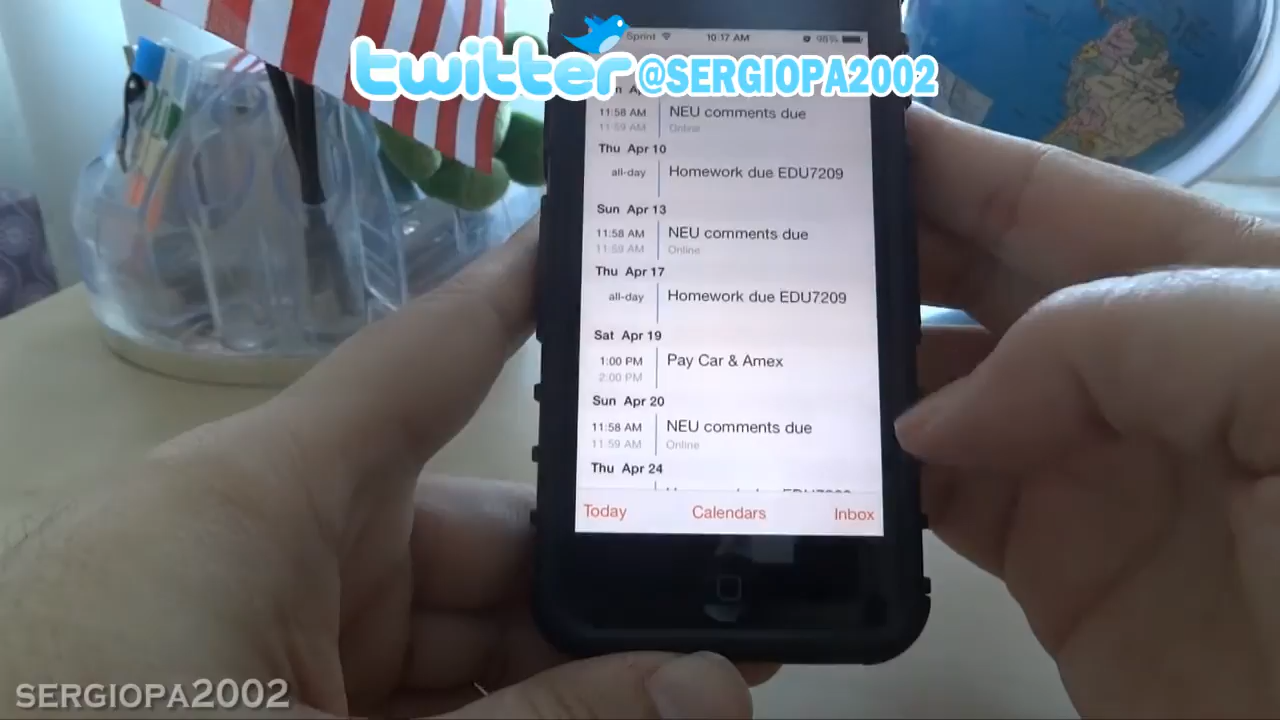 Sprint 10:17 AM 98%
twitter @SERGIOPA2002
11:58 AM NEU comments due
11:59 AM Online
Thu Apr 10
all-day Homework due EDU7209
Sun Apr 13
11:58 AM NEU comments due
11:59 AM Online
Thu Apr 17
all-day Homework due EDU7209
Sat Apr 19
1:00 PM Pay Car & Amex
2:00 PM
Sun Apr 20
11:58 AM NEU comments due
11:59 AM Online
Thu Apr 24
Today Calendars Inbox
SERGIOPA2002